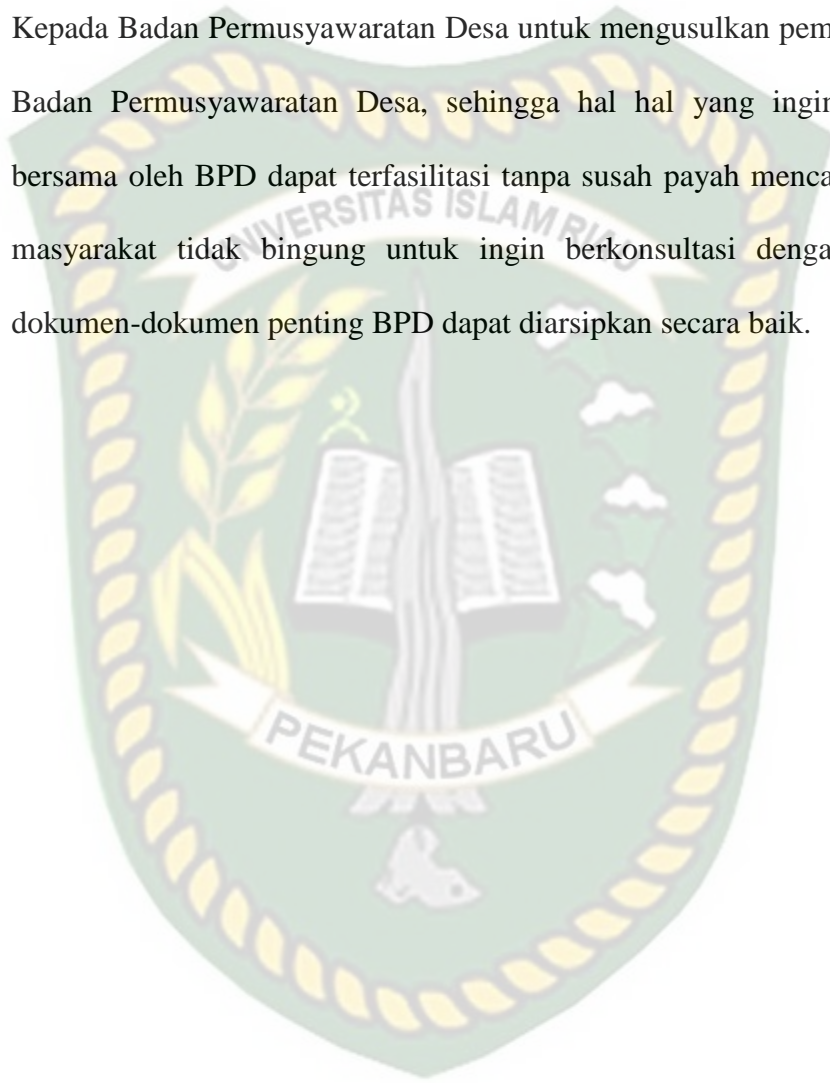 Kepada Badan Permusyawaratan Desa untuk mengusulkan pem
Badan Permusyawaratan Desa, sehingga hal hal yang ingin
bersama oleh BPD dapat terfasilitasi tanpa susah payah menca
masyarakat tidak bingung untuk ingin berkonsultasi denga
dokumen-dokumen penting BPD dapat diarsipkan secara baik.
UNIVERSITAS ISLAM RIAU
PEKANBARU